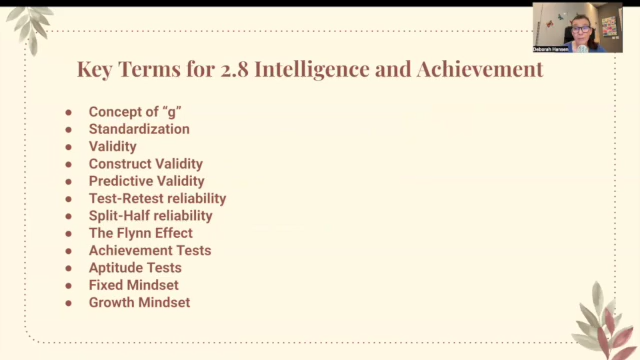 Key Terms for 2.8 Intelligence and Achievement
Concept of “g”
Standardization
Validity
Construct Validity
Predictive Validity
Test-Retest reliability
Split-Half reliability
The Flynn Effect
Achievement Tests
Aptitude Tests
Fixed Mindset
Growth Mindset
Deborah Hansen